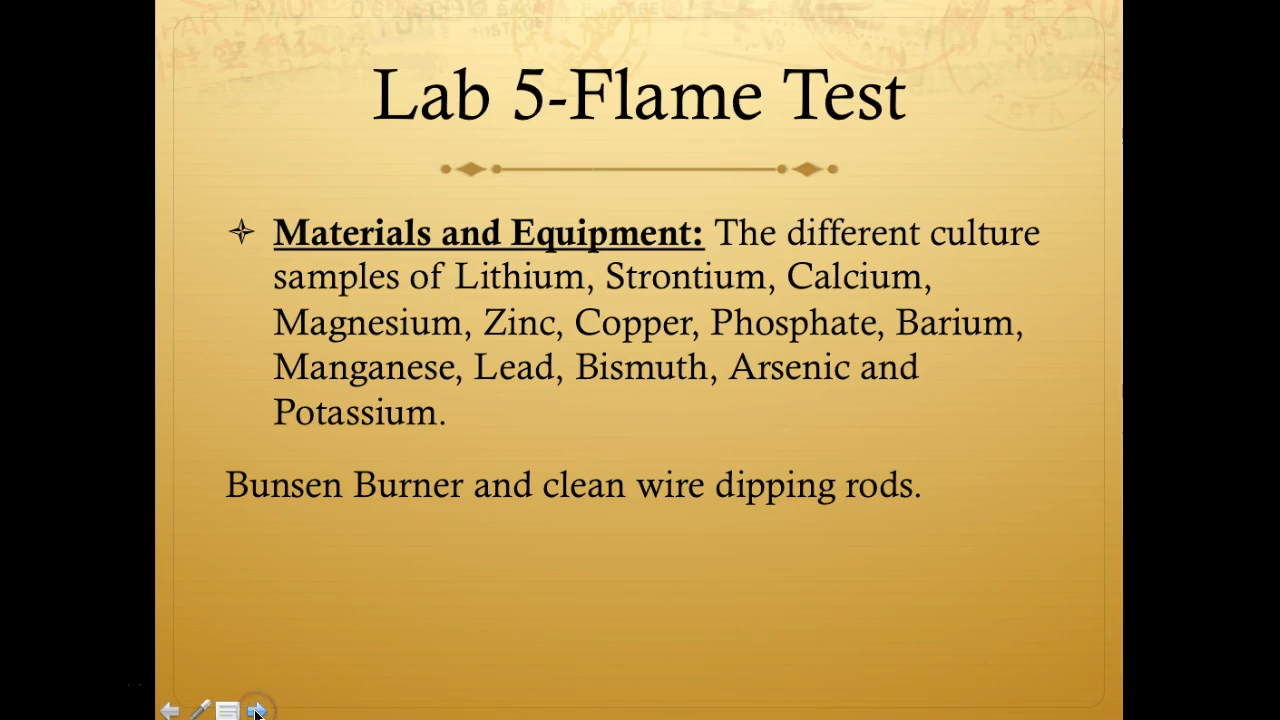 Lab 5-Flame Test
Materials and Equipment: The different culture
samples of Lithium, Strontium, Calcium,
Magnesium, Zinc, Copper, Phosphate, Barium,
Manganese, Lead, Bismuth, Arsenic and
Potassium.
Bunsen Burner and clean wire dipping rods.